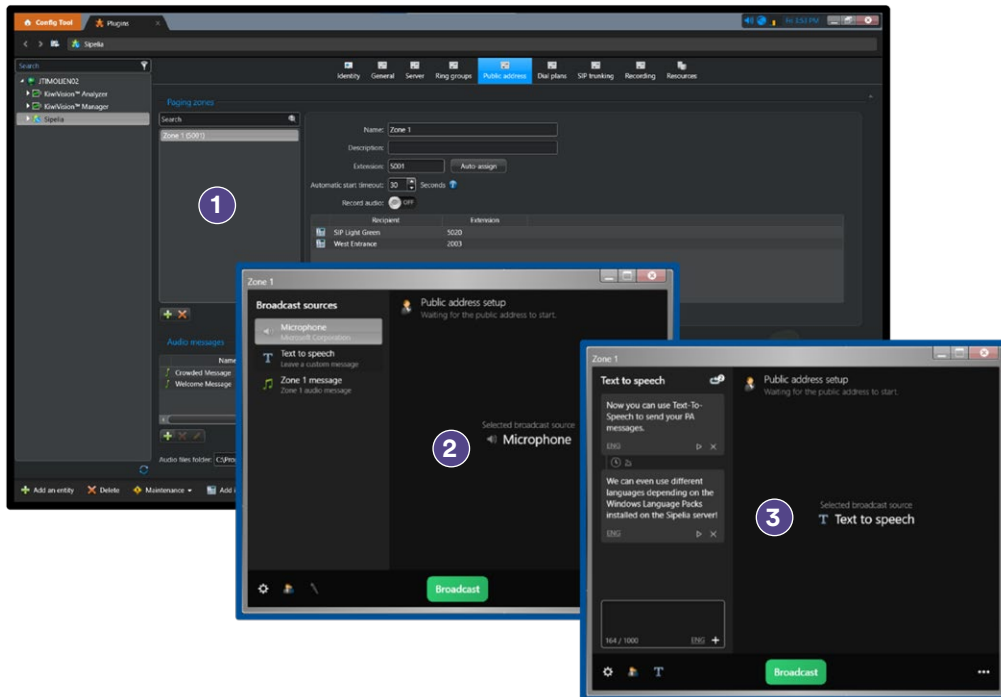 Config Tool
Plugins
Fri 3:53 PM
Sipelia
Search
JTIMOLIEN02
KiwiVision™ Analyzer
KiwiVision™ Manager
Sipelia
Identity General Server Ring groups Public address Dial plans SIP trunking Recording Resources
Paging zones
Search
Zone 1 (5001)
1
Name: Zone 1
Description:
Extension: 5001 Auto-assign
Automatic start timeout: 30 Seconds
Record audio: OFF
Recipient Extension
SIP Light Green 5020
West Entrance 2003
Audio messages
Name
Crowded Message
Welcome Message
Audio files folder:
Add an entity Delete Maintenance
Zone 1
Broadcast sources
Microphone
Microsoft Corporation
Text to speech
Leave a custom message
Zone 1 message
Zone 1 audio message
Public address setup
Waiting for the public address to start.
Selected broadcast source
2
Microphone
Broadcast
Zone 1
Text to speech
Now you can use Text-To-
Speech to send your PA
messages.
ENG
We can even use different
languages depending on the
Windows Language Packs
installed on the Sipelia server!
ENG
164 / 1000 ENG
Public address setup
Waiting for the public address to start.
Selected broadcast source
3
Text to speech
Broadcast